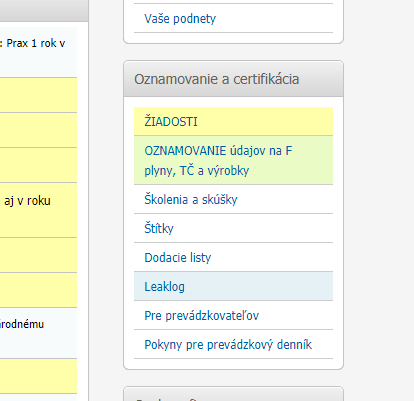 : Prax 1 rok v
aj v roku
Vaše podnety
Oznamovanie a certifikácia
ŽIADOSTI
OZNAMOVANIE údajov na F
plyny, TČ a výrobky
Školenia a skúšky
Štítky
Dodacie listy
Leaklog
Pre prevádzkovateľov
Pokyny pre prevádzkový denník